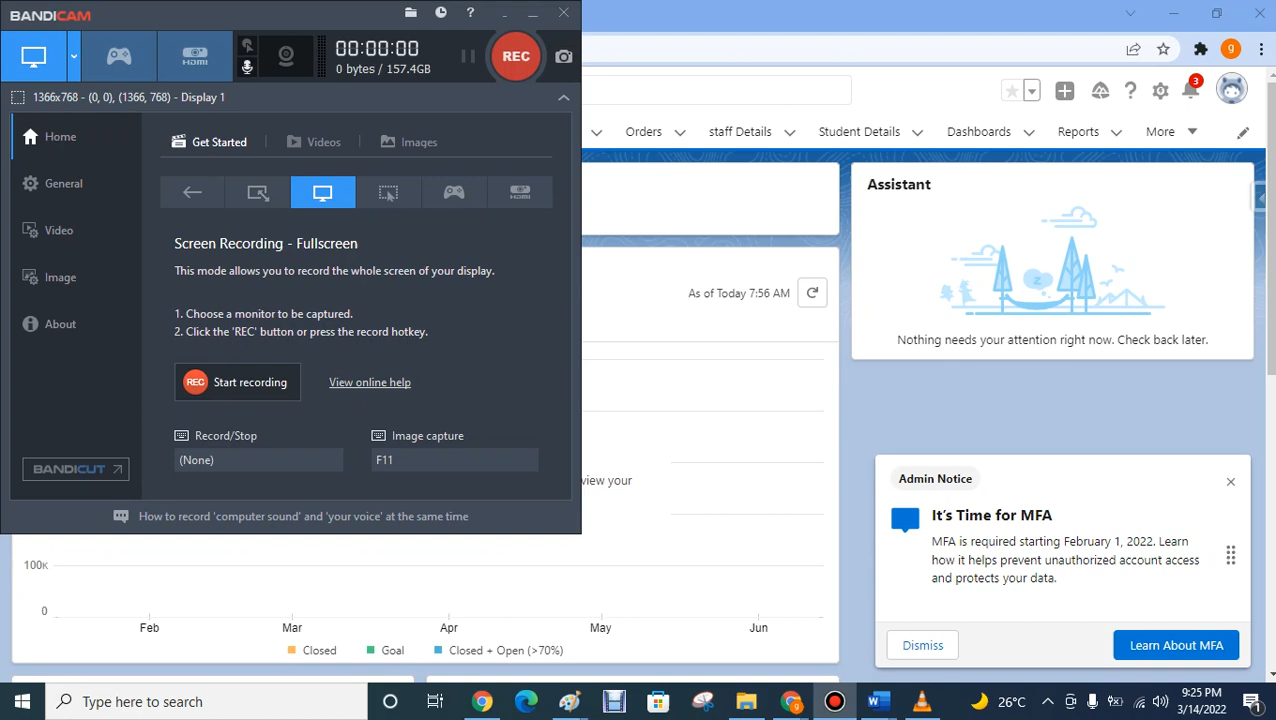 BANDICAM
?
HDMI
00:00:00
0 bytes / 157.4GB
REC
9
1366x768 - (0, 0), (1366, 768) - Display 1
3
Home
General
Video
Image
About
BANDICUT
Get Started
Videos
Images
HDMI
Screen Recording - Fullscreen
This mode allows you to record the whole screen of your display.
1. Choose a monitor to be captured.
2. Click the 'REC' button or press the record hotkey.
REC Start recording
View online help
Record/Stop
Image capture
(None)
F11
How to record 'computer sound' and 'your voice' at the same time
Orders
staff Details
Student Details
Dashboards
Reports
More
As of Today 7:56 AM
view your
100K
0
Feb
Mar
Apr
May
Jun
Closed
Goal
Closed + Open (>70%)
Assistant
Nothing needs your attention right now. Check back later.
Admin Notice
It's Time for MFA
MFA is required starting February 1, 2022. Learn
how it helps prevent unauthorized account access
and protects your data.
Dismiss
Learn About MFA
Type here to search
26°C
9:25 PM
3/14/2022
1